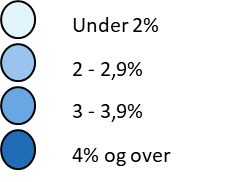 Under 2%
2 - 2,9%
3 - 3,9%
4% og over